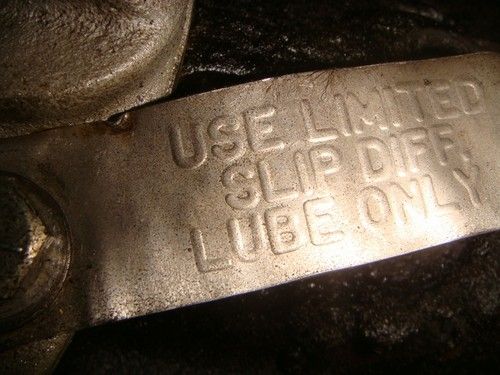 USE LIMITED
SLIP DIFF.
LUBE ONLY